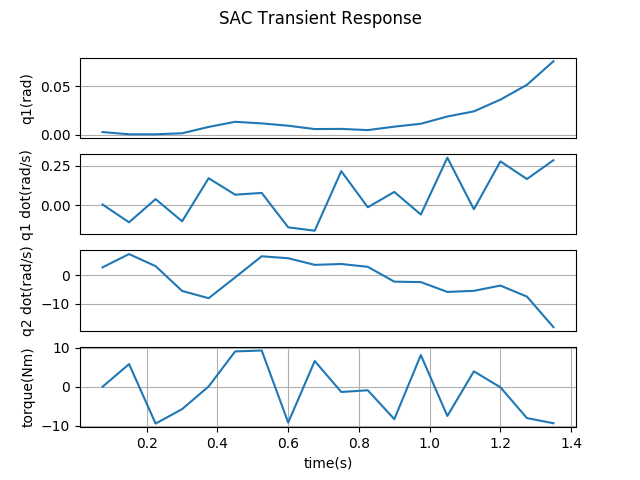 SAC Transient Response
q1(rad)
0.05
0.00
q1 dot(rad/s)
0.25
0.00
q2 dot(rad/s)
0
−10
torque(Nm)
10
0
−10
0.2 0.4 0.6 0.8 1.0 1.2 1.4
time(s)